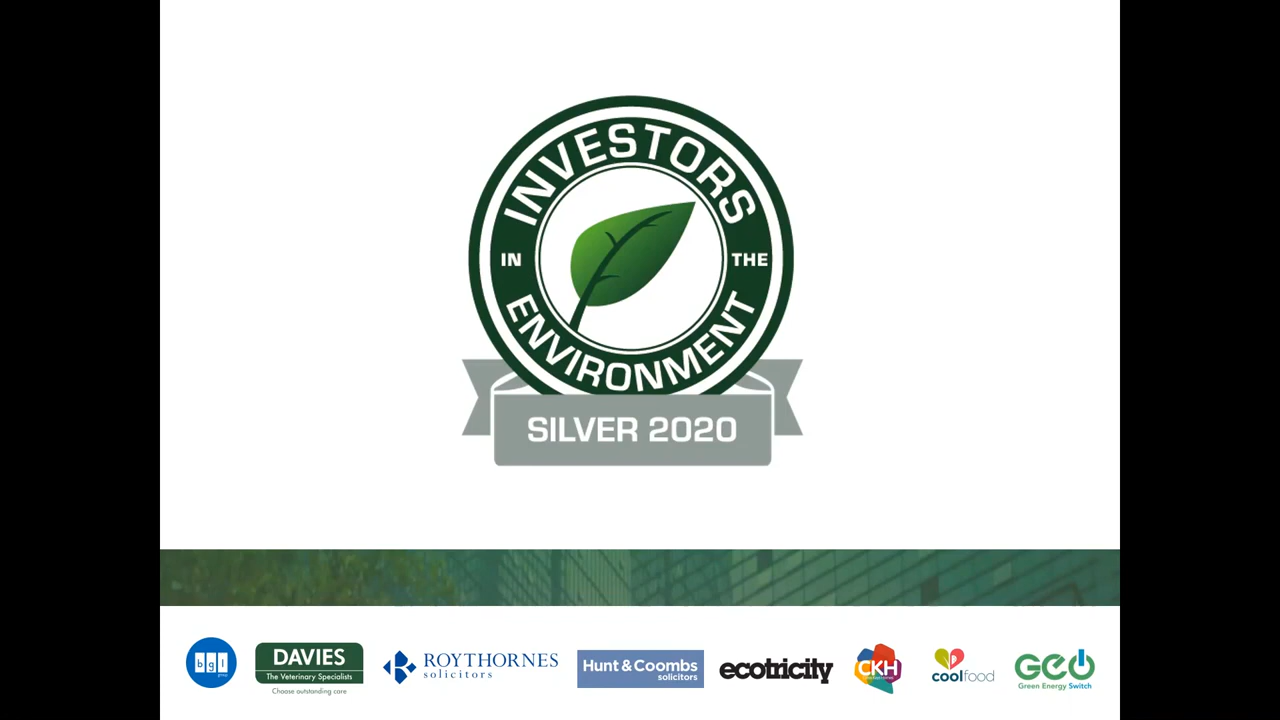 INVESTORS
IN THE
ENVIRONMENT
SILVER 2020
bgl
group
DAVIES
The Veterinary Specialists
Choose outstanding care
ROYTHORNES
solicitors
Hunt & Coombs
solicitors
ecotricity
CKH
coolfood
GEO
Green Energy Switch